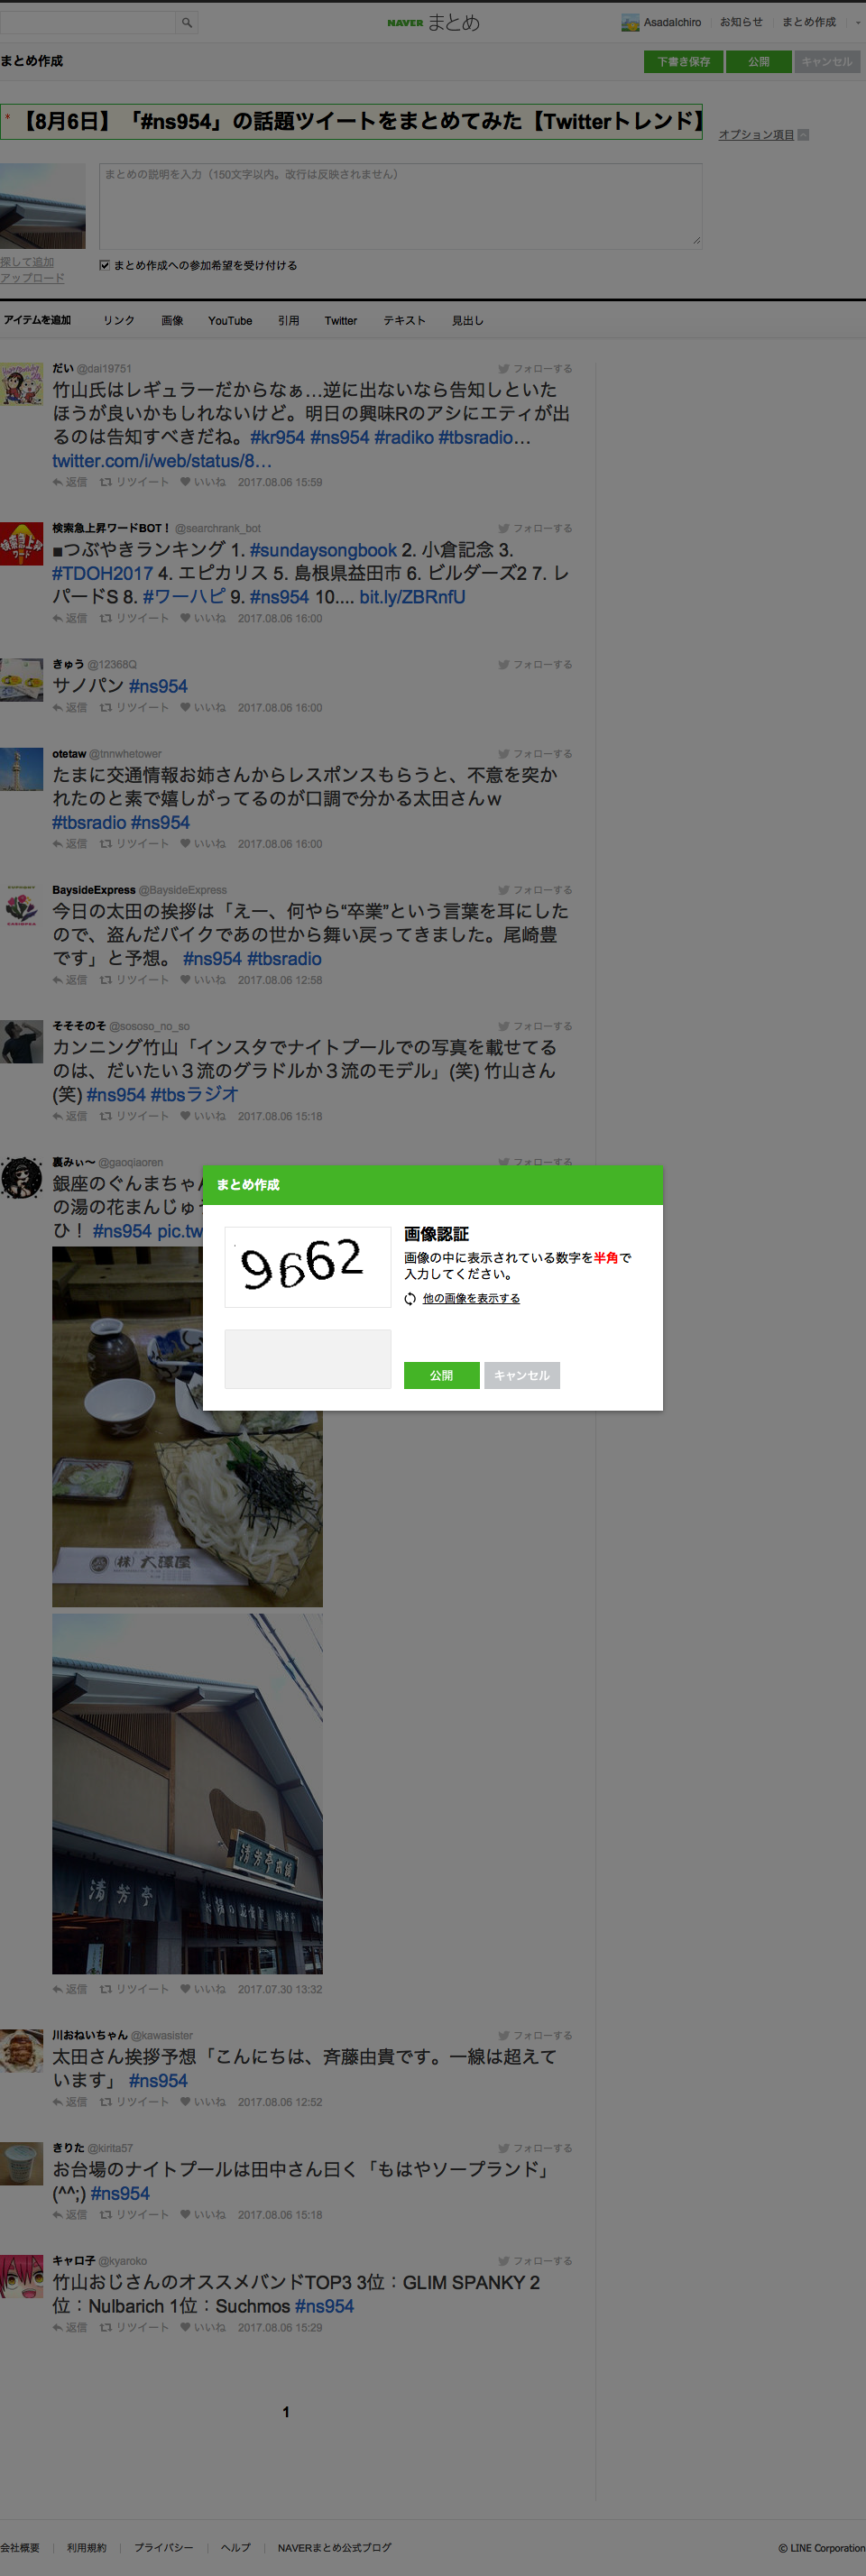 NAVER まとめ
AsadaIchiro お知らせ まとめ作成
まとめ作成
下書き保存 公開 キャンセル
* 【8月6日】「#ns954」の話題ツイートをまとめてみた【Twitterトレンド】
オプション項目
まとめの説明を入力（150文字以内。改行は反映されません）
探して追加
アップロード
まとめ作成への参加希望を受け付ける
アイテムを追加 リンク 画像 YouTube 引用 Twitter テキスト 見出し
だい @dai19751 フォローする
竹山氏はレギュラーだからなぁ…逆に出ないなら告知しといた
ほうが良いかもしれないけど。明日の興味Rのアシにエティが出
るのは告知すべきだね。#kr954 #ns954 #radiko #tbsradio…
twitter.com/i/web/status/8…
返信 リツイート いいね 2017.08.06 15:59
検索急上昇ワードBOT！ @searchrank_bot フォローする
■つぶやきランキング 1. #sundaysongbook 2. 小倉記念 3.
#TDOH2017 4. エピカリス 5. 島根県益田市 6. ビルダーズ2 7. レ
パードS 8. #ワーハピ 9. #ns954 10.... bit.ly/ZBRnfU
返信 リツイート いいね 2017.08.06 16:00
きゅう @12368Q フォローする
サノパン #ns954
返信 リツイート いいね 2017.08.06 16:00
otetaw @tnnwhetower フォローする
たまに交通情報お姉さんからレスポンスもらうと、不意を突か
れたのと素で嬉しがってるのが口調で分かる太田さんｗ
#tbsradio #ns954
返信 リツイート いいね 2017.08.06 16:00
BaysideExpress @BaysideExpress フォローする
今日の太田の挨拶は「えー、何やら“卒業”という言葉を耳にした
ので、盗んだバイクであの世から舞い戻ってきました。尾崎豊
です」と予想。 #ns954 #tbsradio
返信 リツイート いいね 2017.08.06 12:58
そそそのそ @sososo_no_so フォローする
カンニング竹山「インスタでナイトプールでの写真を載せてる
のは、だいたい３流のグラドルか３流のモデル」(笑) 竹山さん
(笑) #ns954 #tbsラジオ
返信 リツイート いいね 2017.08.06 15:18
裏みぃ〜 @gaoqiaoren フォローする
銀座のぐんまちゃん
の湯の花まんじゅう
ひ！ #ns954 pic.tw
まとめ作成
9662
画像認証
画像の中に表示されている数字を半角で
入力してください。
他の画像を表示する
公開 キャンセル
(株) 大澤屋
清芳亭
清芳亭
返信 リツイート いいね 2017.07.30 13:32
川おねいちゃん @kawasister フォローする
太田さん挨拶予想「こんにちは、斉藤由貴です。一線は超えて
います」 #ns954
返信 リツイート いいね 2017.08.06 12:52
きりた @kirita57 フォローする
お台場のナイトプールは田中さん曰く「もはやソープランド」
(^^;) #ns954
返信 リツイート いいね 2017.08.06 15:18
キャロ子 @kyaroko フォローする
竹山おじさんのオススメバンドTOP3 3位：GLIM SPANKY 2
位：Nulbarich 1位：Suchmos #ns954
返信 リツイート いいね 2017.08.06 15:29
1
会社概要 利用規約 プライバシー ヘルプ NAVERまとめ公式ブログ
© LINE Corporation